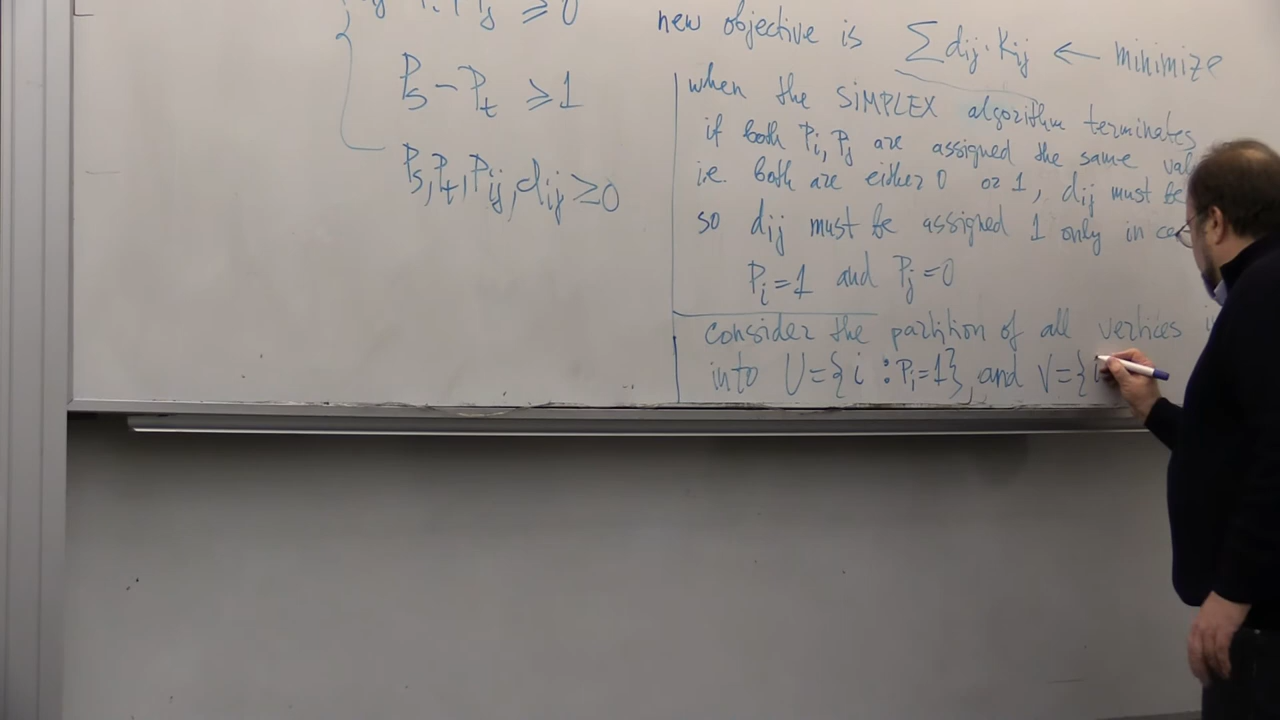 ≥ 0
Ps - Pt ≥ 1
Ps, Pt, Pij, dij ≥ 0
new objective is ∑ dij · Kij ← minimize
when the SIMPLEX algorithm terminates
if both Pi, Pj are assigned the same
i.e. both are either 0 or 1, dij must be
so dij must be assigned 1 only in
Pi = 1 and Pj = 0
consider the partition of all vertices
into U = {i : Pi = 1}, and V = {i